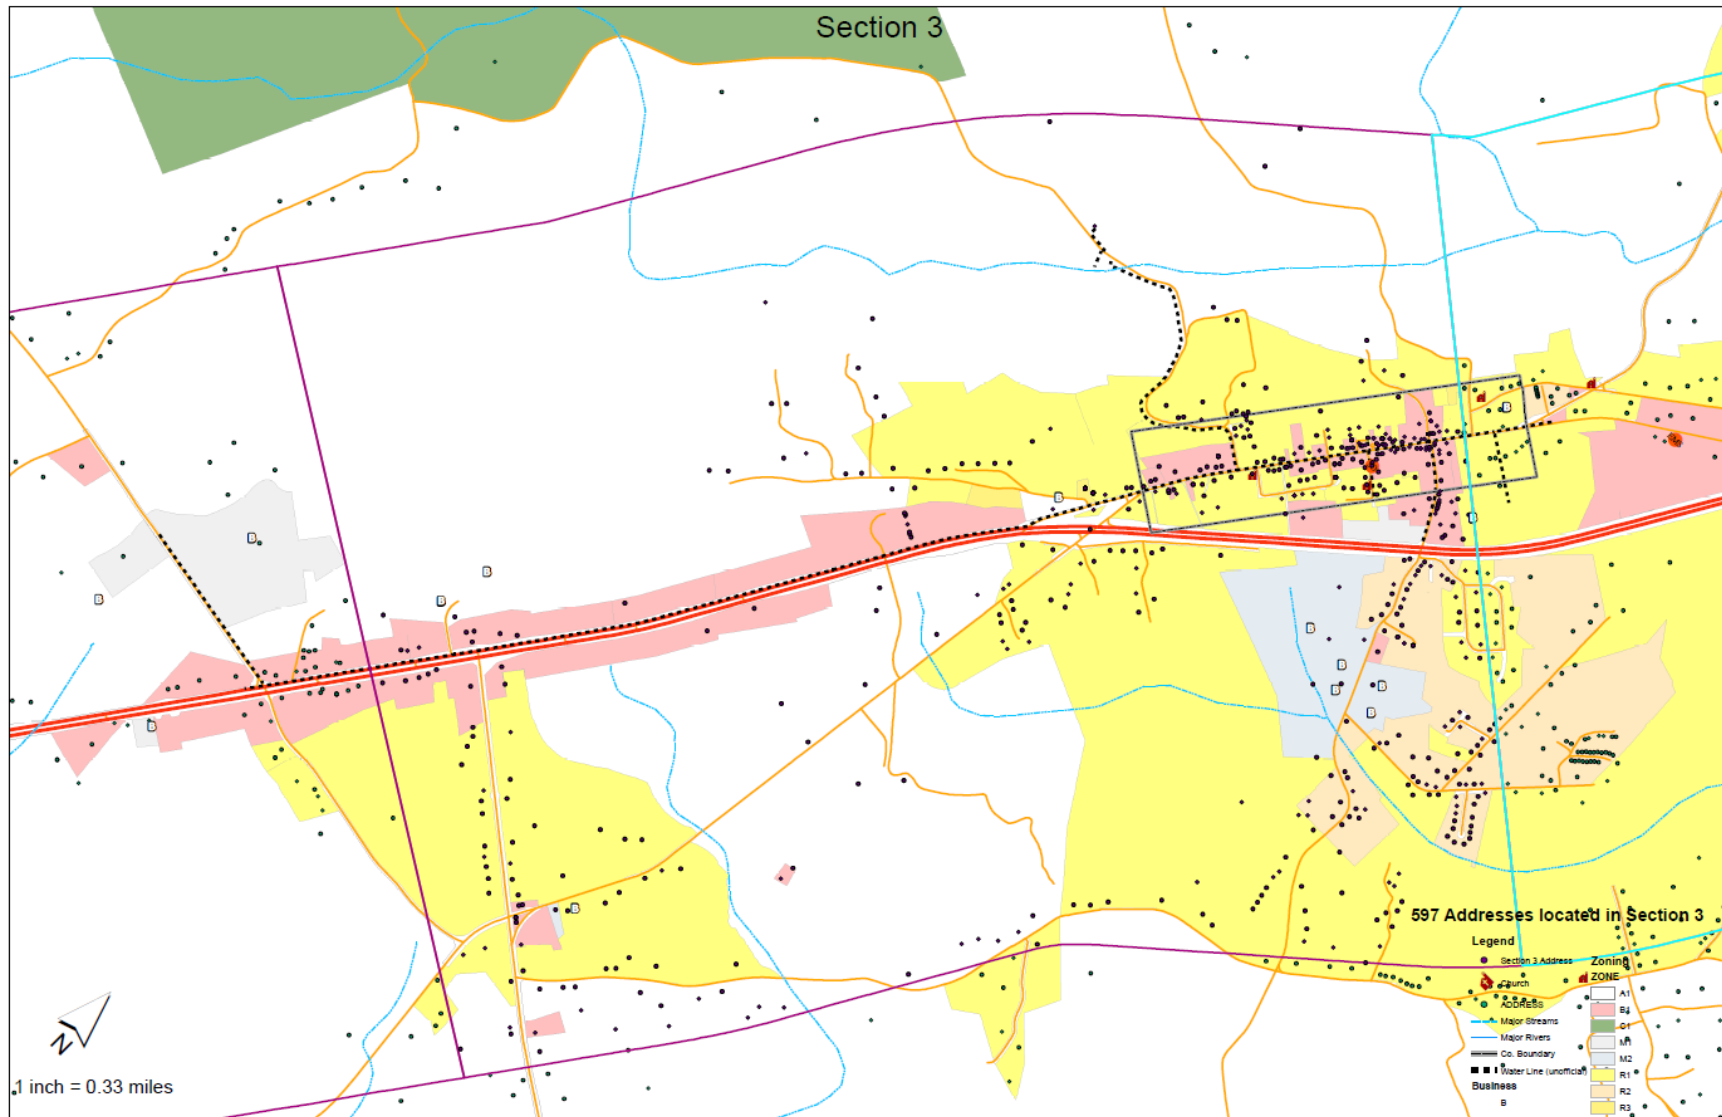 Section 3
597 Addresses located in Section 3
Legend
Section 3 Address
Church
ADDRESS
Major Streams
Major Rivers
Co. Boundary
Water Line (unofficial)
Business
B
Zoning
ZONE
A1
B1
C1
M1
M2
R1
R2
R3
N
1 inch = 0.33 miles
B
B
B
B
B
B
B
B
B
B
B
B
B
B